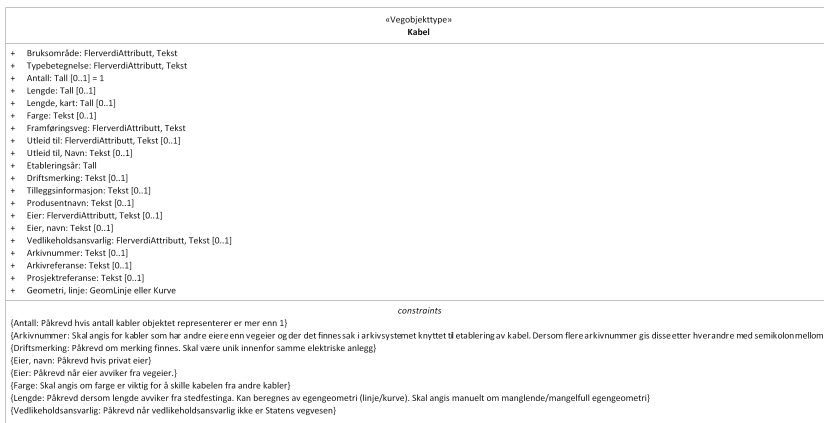 «Vegobjekttype»
Kabel
+ Bruksområde: FlerverdiAttributt, Tekst
+ Typebetegnelse: FlerverdiAttributt, Tekst
+ Antall: Tall [0..1] = 1
+ Lengde: Tall [0..1]
+ Lengde, kart: Tall [0..1]
+ Farge: Tekst [0..1]
+ Framføringsveg: FlerverdiAttributt, Tekst
+ Utleid til: FlerverdiAttributt, Tekst [0..1]
+ Utleid til, Navn: Tekst [0..1]
+ Etableringsår: Tall
+ Driftsmerking: Tekst [0..1]
+ Tilleggsinformasjon: Tekst [0..1]
+ Produsentnavn: Tekst [0..1]
+ Eier: FlerverdiAttributt, Tekst [0..1]
+ Eier, navn: Tekst [0..1]
+ Vedlikeholdsansvarlig: FlerverdiAttributt, Tekst [0..1]
+ Arkivnummer: Tekst [0..1]
+ Arkivreferanse: Tekst [0..1]
+ Prosjektreferanse: Tekst [0..1]
+ Geometri, linje: GeomLinje eller Kurve
constraints
{Antall: Påkrevd hvis antall kabler objektet representerer er mer enn 1}
{Arkivnummer: Skal angis for kabler som har andre eiere enn vegeier og der det finnes sak i arkivsystemet knyttet til etablering av kabel. Dersom flere arkivnummer gis disse etter hverandre med semikolon mellom
{Driftsmerking: Påkrevd om merking finnes. Skal være unik innenfor samme elektriske anlegg}
{Eier, navn: Påkrevd hvis privat eier}
{Eier: Påkrevd når eier avviker fra vegeier.}
{Farge: Skal angis om farge er viktig for å skille kabelen fra andre kabler}
{Lengde: Påkrevd dersom lengde avviker fra stedfestinga. Kan beregnes av egengeometri (linje/kurve). Skal angis manuelt om manglende/mangelfull egengeometri}
{Vedlikeholdsansvarlig: Påkrevd når vedlikeholdsansvarlig ikke er Statens vegvesen}